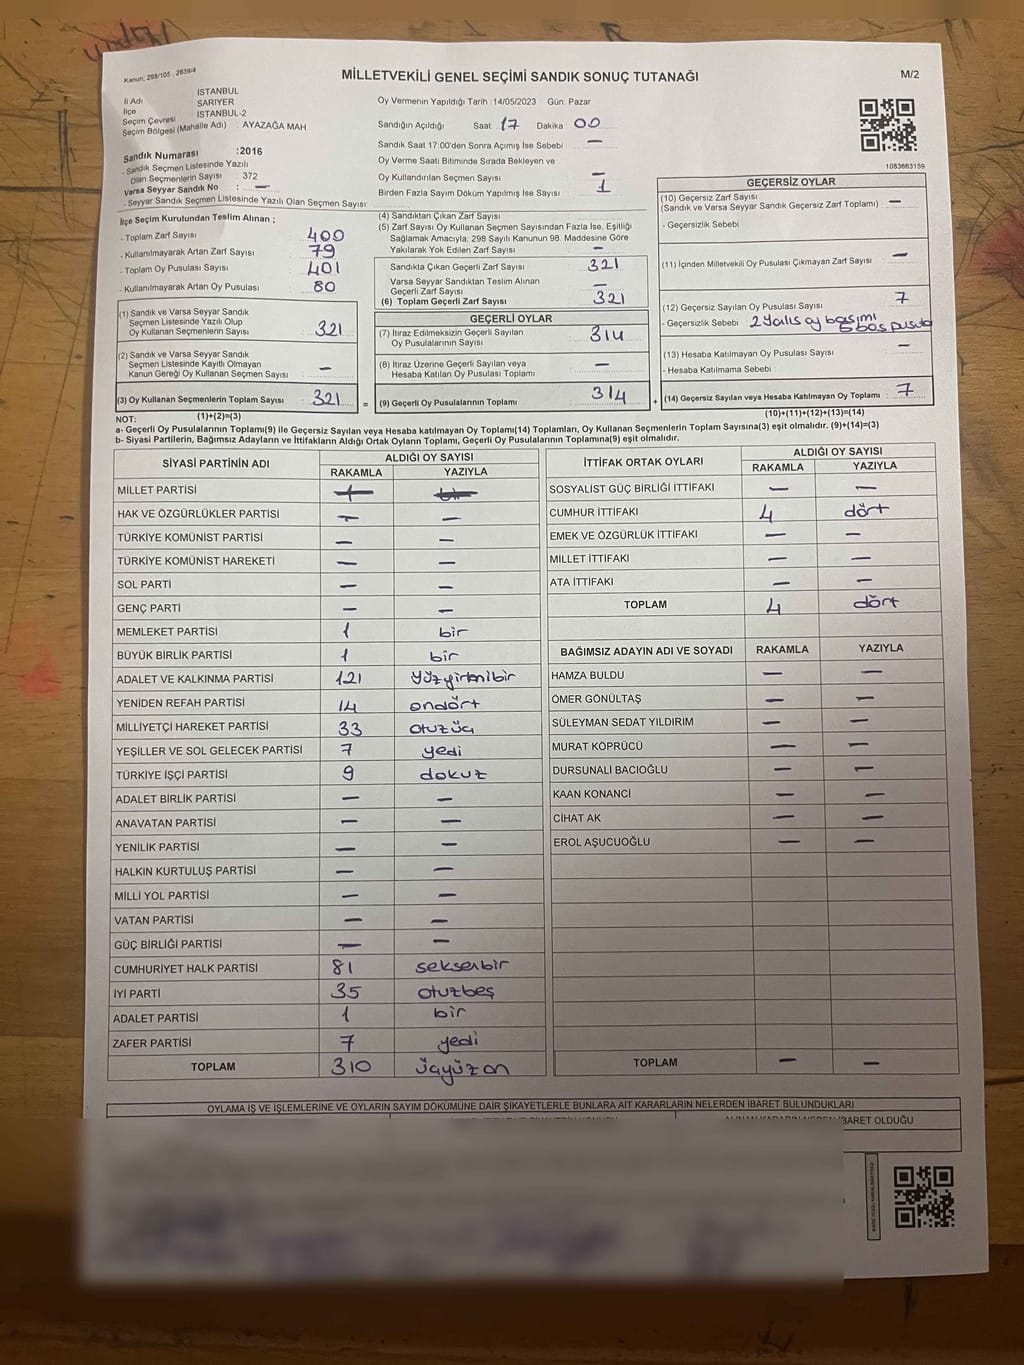 Kanun; 298/105 , 2839/4
MİLLETVEKİLİ GENEL SEÇİMİ SANDIK SONUÇ TUTANAĞI
M/2
İl Adı İSTANBUL
İlçe SARIYER
Seçim Çevresi İSTANBUL-2
Seçim Bölgesi (Mahalle Adı) : AYAZAĞA MAH
Sandık Numarası :2016
- Sandık Seçmen Listesinde Yazılı
Olan Seçmenlerin Sayısı 372
Varsa Seyyar Sandık No : —
- Seyyar Sandık Seçmen Listesinde Yazılı Olan Seçmen Sayısı:
Oy Vermenin Yapıldığı Tarih : 14/05/2023 Gün: Pazar
Sandığın Açıldığı Saat 17 Dakika 00
Sandık Saat 17:00'den Sonra Açımış İse Sebebi —
Oy Verme Saati Bitiminde Sırada Bekleyen ve
Oy Kullandırılan Seçmen Sayısı —
Birden Fazla Sayım Döküm Yapılmış İse Sayısı 1
1083663159
İlçe Seçim Kurulundan Teslim Alınan ;
- Toplam Zarf Sayısı 400
- Kullanılmayarak Artan Zarf Sayısı 79
- Toplam Oy Pusulası Sayısı 401
- Kullanılmayarak Artan Oy Pusulası 80
(1) Sandık ve Varsa Seyyar Sandık
Seçmen Listesinde Yazılı Olup
Oy Kullanan Seçmenlerin Sayısı 321
(2) Sandık ve Varsa Seyyar Sandık
Seçmen Listesinde Kayıtlı Olmayan
Kanun Gereği Oy Kullanan Seçmen Sayısı —
(3) Oy Kullanan Seçmenlerin Toplam Sayısı 321
(4) Sandıktan Çıkan Zarf Sayısı
(5) Zarf Sayısı Oy Kullanan Seçmen Sayısından Fazla İse, Eşitliği
Sağlamak Amacıyla, 298 Sayılı Kanunun 98. Maddesine Göre
Yakılarak Yok Edilen Zarf Sayısı —
Sandıkta Çıkan Geçerli Zarf Sayısı 321
Varsa Seyyar Sandıktan Teslim Alınan
Geçerli Zarf Sayısı —
(6) Toplam Geçerli Zarf Sayısı 321
GEÇERLİ OYLAR
(7) İtiraz Edilmeksizin Geçerli Sayılan
Oy Pusulalarının Sayısı 314
(8) İtiraz Üzerine Geçerli Sayılan veya
Hesaba Katılan Oy Pusulası Toplamı —
= (9) Geçerli Oy Pusulalarının Toplamı 314
GEÇERSİZ OYLAR
(10) Geçersiz Zarf Sayısı
(Sandık ve Varsa Seyyar Sandık Geçersiz Zarf Toplamı) —
- Geçersizlik Sebebi
(11) İçinden Milletvekili Oy Pusulası Çıkmayan Zarf Sayısı —
(12) Geçersiz Sayılan Oy Pusulası Sayısı 7
- Geçersizlik Sebebi 2 Yalıs oy basımı
5 bos pusula
(13) Hesaba Katılmayan Oy Pusulası Sayısı —
- Hesaba Katılmama Sebebi
+ (14) Geçersiz Sayılan veya Hesaba Katılmayan Oy Toplamı 7
NOT: (1)+(2)=(3)
(10)+(11)+(12)+(13)=(14)
a- Geçerli Oy Pusulalarının Toplamı(9) ile Geçersiz Sayılan veya Hesaba katılmayan Oy Toplamı(14) Toplamları, Oy Kullanan Seçmenlerin Toplam Sayısına(3) eşit olmalıdır. (9)+(14)=(3)
b- Siyasi Partilerin, Bağımsız Adayların ve İttifakların Aldığı Ortak Oyların Toplamı, Geçerli Oy Pusulalarının Toplamına(9) eşit olmalıdır.
SİYASİ PARTİNİN ADI ALDIĞI OY SAYISI
RAKAMLA YAZIYLA
MİLLET PARTİSİ 1 bir
HAK VE ÖZGÜRLÜKLER PARTİSİ — —
TÜRKİYE KOMÜNİST PARTİSİ — —
TÜRKİYE KOMÜNİST HAREKETİ — —
SOL PARTİ — —
GENÇ PARTİ — —
MEMLEKET PARTİSİ 1 bir
BÜYÜK BİRLİK PARTİSİ 1 bir
ADALET VE KALKINMA PARTİSİ 121 yüzyirmibir
YENİDEN REFAH PARTİSİ 14 ondört
MİLLİYETÇİ HAREKET PARTİSİ 33 otuzüç
YEŞİLLER VE SOL GELECEK PARTİSİ 7 yedi
TÜRKİYE İŞÇİ PARTİSİ 9 dokuz
ADALET BİRLİK PARTİSİ — —
ANAVATAN PARTİSİ — —
YENİLİK PARTİSİ — —
HALKIN KURTULUŞ PARTİSİ — —
MİLLİ YOL PARTİSİ — —
VATAN PARTİSİ — —
GÜÇ BİRLİĞİ PARTİSİ — —
CUMHURİYET HALK PARTİSİ 81 seksenbir
İYİ PARTİ 35 otuzbeş
ADALET PARTİSİ 1 bir
ZAFER PARTİSİ 7 yedi
TOPLAM 310 üçyüzon
İTTİFAK ORTAK OYLARI ALDIĞI OY SAYISI
RAKAMLA YAZIYLA
SOSYALİST GÜÇ BİRLİĞİ İTTİFAKI — —
CUMHUR İTTİFAKI 4 dört
EMEK VE ÖZGÜRLÜK İTTİFAKI — —
MİLLET İTTİFAKI — —
ATA İTTİFAKI — —
TOPLAM 4 dört
BAĞIMSIZ ADAYIN ADI VE SOYADI RAKAMLA YAZIYLA
HAMZA BULDU — —
ÖMER GÖNÜLTAŞ — —
SÜLEYMAN SEDAT YILDIRIM — —
MURAT KÖPRÜCÜ — —
DURSUNALİ BACIOĞLU — —
KAAN KONANCİ — —
CİHAT AK — —
EROL AŞUCUOĞLU — —
TOPLAM — —
OYLAMA İŞ VE İŞLEMLERİNE VE OYLARIN SAYIM DÖKÜMÜNE DAİR ŞİKAYETLERLE BUNLARA AİT KARARLARIN NELERDEN İBARET BULUNDUKLARI
İBARET OLDUĞU